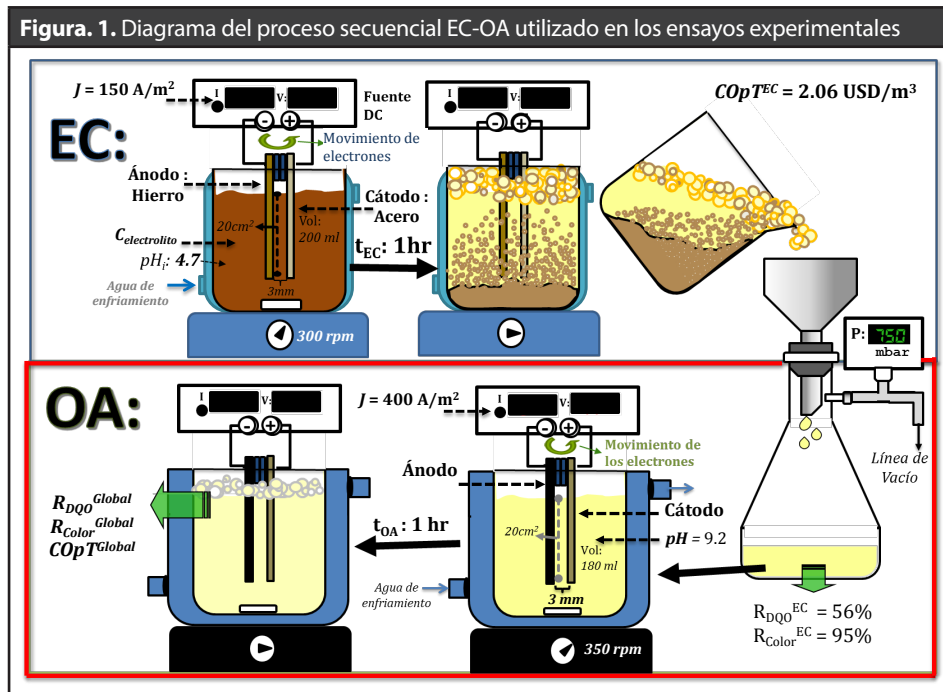 Figura. 1. Diagrama del proceso secuencial EC-OA utilizado en los ensayos experimentales
EC:
J = 150 A/m²
I
V:
Fuente
DC
- +
Movimiento de
electrones
Ánodo :
Hierro
Cátodo :
Acero
20cm²
Vol:
200 ml
C electrolito
pHi: 4.7
Agua de
enfriamiento
3mm
300 rpm
tEC: 1hr
I
V:
- +
COpT^EC = 2.06 USD/m³
P: 750
mbar
Línea de
Vacío
R_DQO^EC = 56%
R_Color^EC = 95%
OA:
J = 400 A/m²
I
V:
- +
Movimiento de
los electrones
Ánodo
Cátodo
20cm²
Vol:
180 ml
pH = 9.2
Agua de
enfriamiento
3 mm
350 rpm
tOA : 1 hr
I
V:
- +
R_DQO^Global
R_Color^Global
COpT^Global